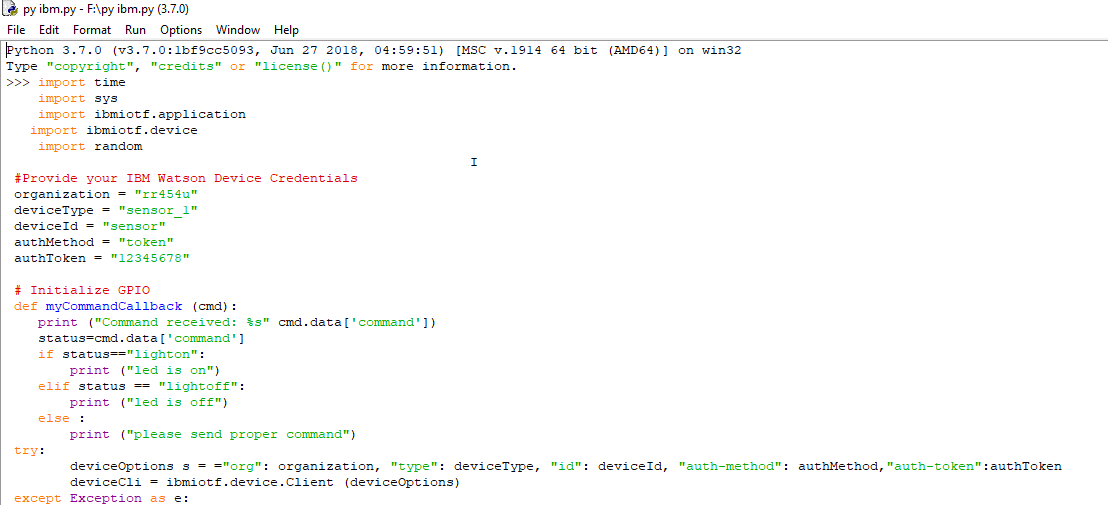 py ibm.py - F:\py ibm.py (3.7.0)
File Edit Format Run Options Window Help
Python 3.7.0 (v3.7.0:1bf9cc5093, Jun 27 2018, 04:59:51) [MSC v.1914 64 bit (AMD64)] on win32
Type "copyright", "credits" or "license()" for more information.
>>> import time
    import sys
    import ibmiotf.application
   import ibmiotf.device
    import random
 #Provide your IBM Watson Device Credentials
 organization = "rr454u"
 deviceType = "sensor_1"
 deviceId = "sensor"
 authMethod = "token"
 authToken = "12345678"
 # Initialize GPIO
 def myCommandCallback (cmd):
    print ("Command received: %s" cmd.data['command'])
    status=cmd.data['command']
    if status=="lighton":
        print ("led is on")
    elif status == "lightoff":
        print ("led is off")
    else :
        print ("please send proper command")
 try:
        deviceOptions s = ="org": organization, "type": deviceType, "id": deviceId, "auth-method": authMethod,"auth-token":authToken
        deviceCli = ibmiotf.device.Client (deviceOptions)
 except Exception as e: